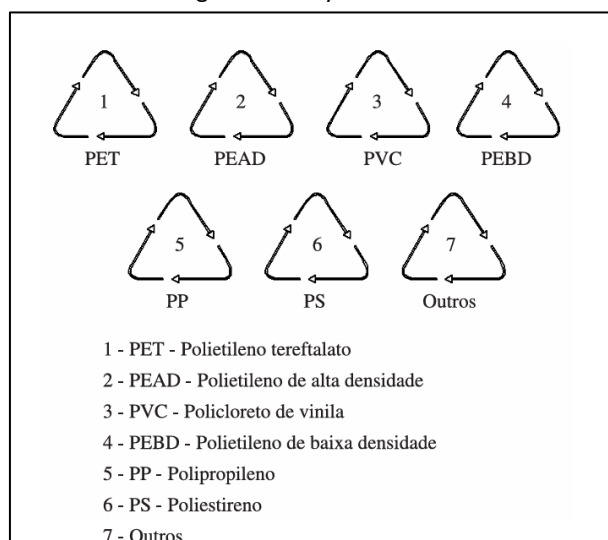 1 2 3 4
PET PEAD PVC PEBD
5 6 7
PP PS Outros
1 - PET - Polietileno tereftalato
2 - PEAD - Polietileno de alta densidade
3 - PVC - Policloreto de vinila
4 - PEBD - Polietileno de baixa densidade
5 - PP - Polipropileno
6 - PS - Poliestireno
7 - Outros